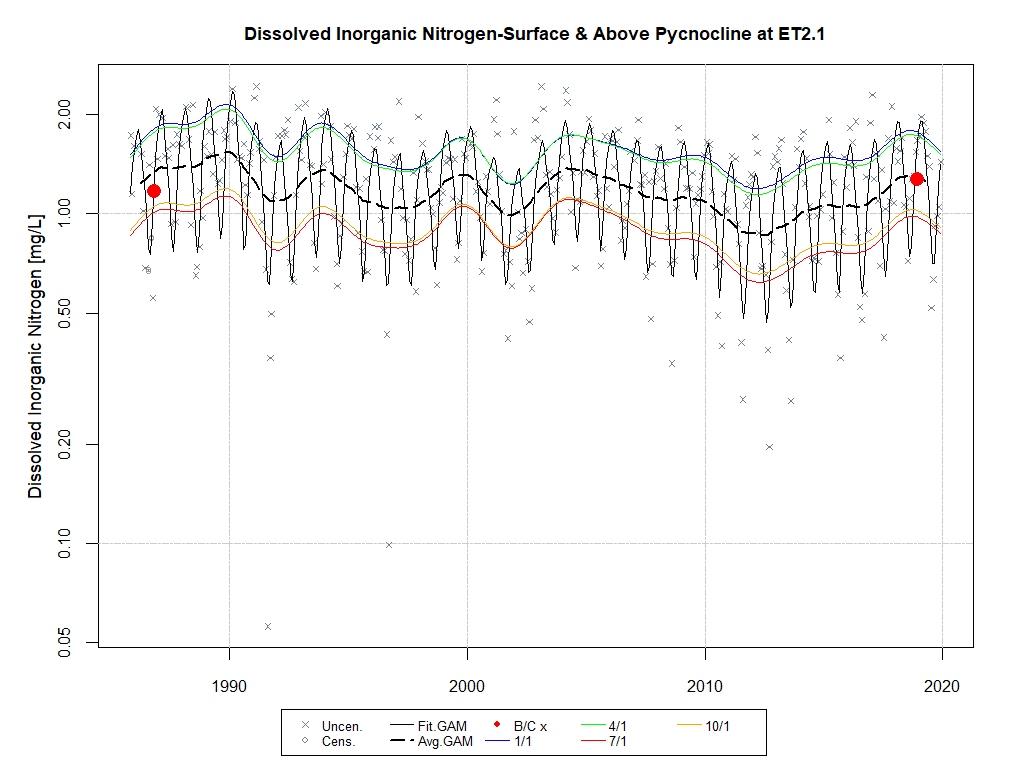 Dissolved Inorganic Nitrogen-Surface & Above Pycnocline at ET2.1
Dissolved Inorganic Nitrogen [mg/L]
2.00
1.00
0.50
0.20
0.10
0.05
1990 2000 2010 2020
Uncen. Fit.GAM B/C x 4/1 10/1
Cens. Avg.GAM 1/1 7/1